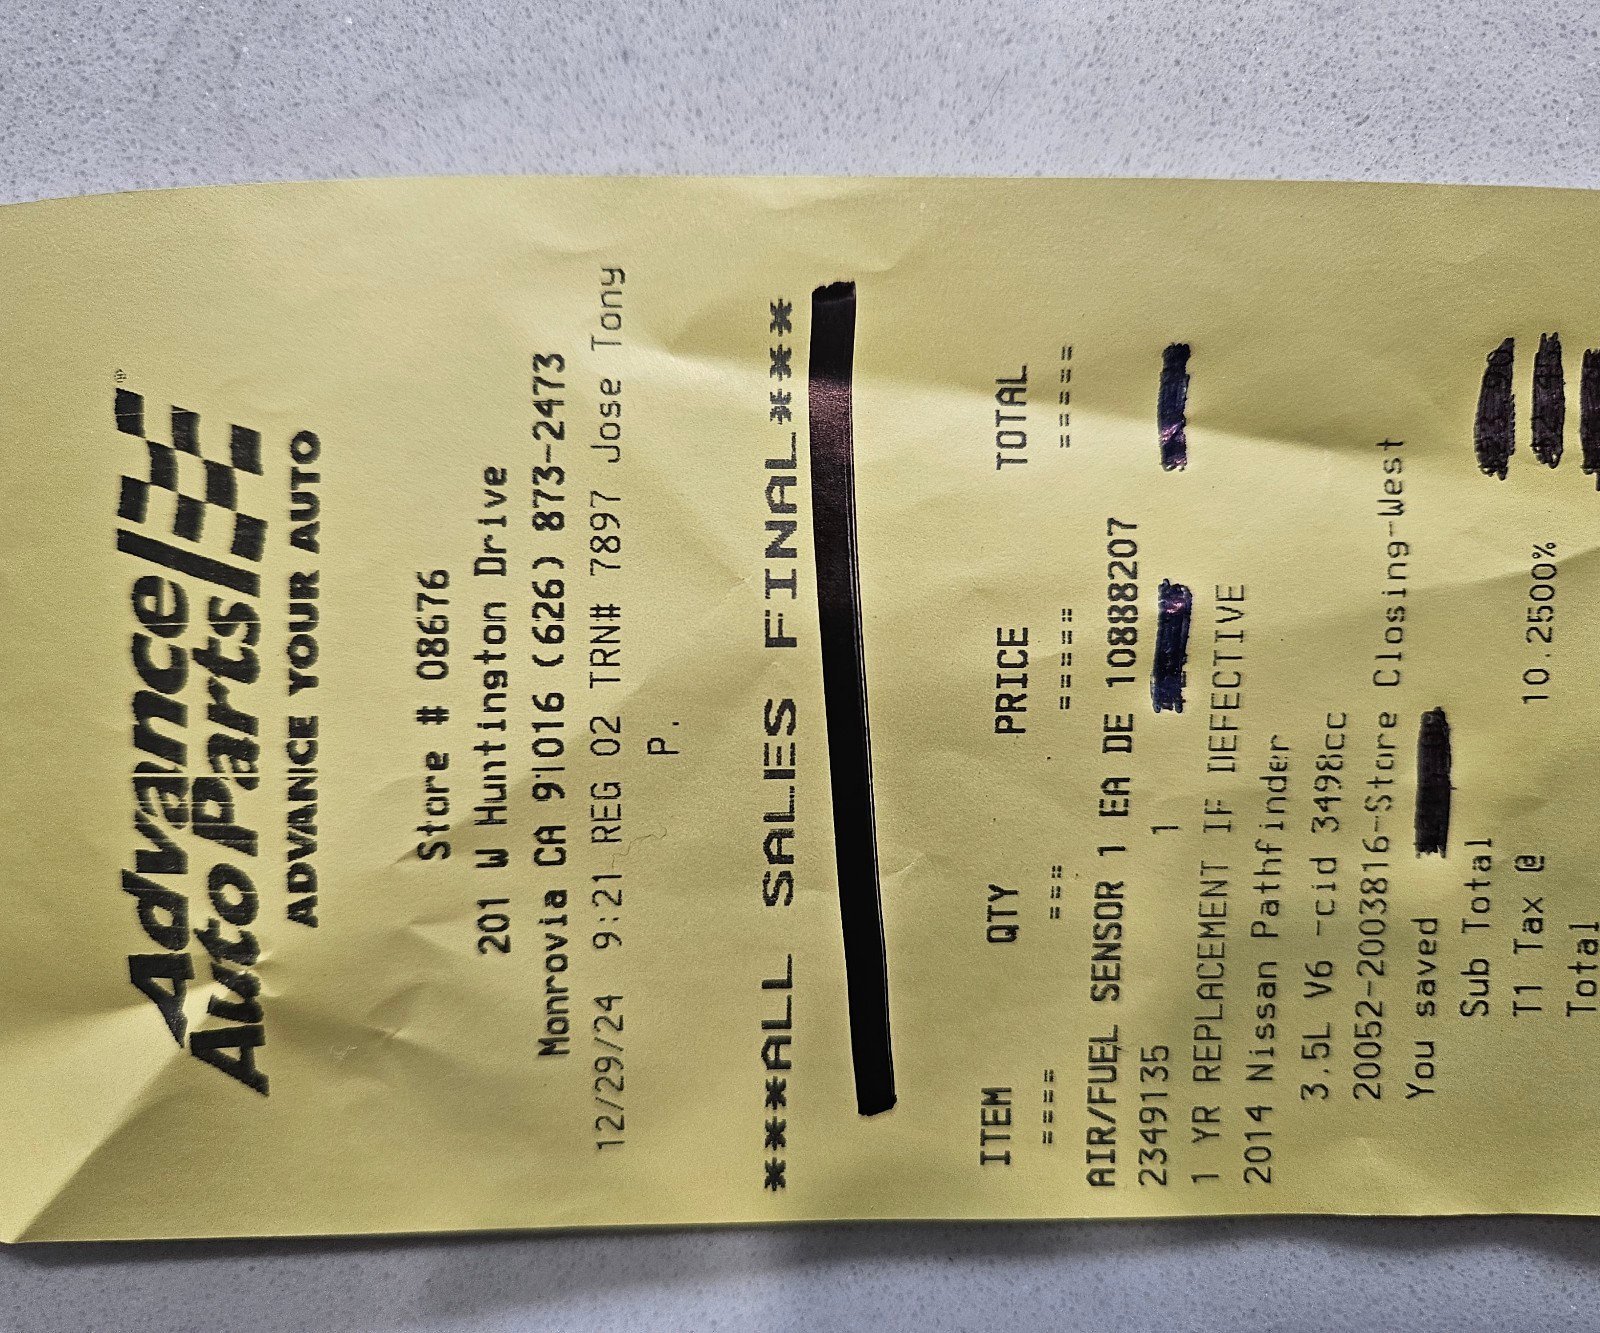 Advance
Auto Parts
ADVANCE YOUR AUTO
Store # 08676
201 W Huntington Drive
Monrovia CA 91016 (626) 873-2473
12/29/24 9:21 REG 02 TRN# 7897 Jose Tony
P.
***ALL SALES FINAL***
ITEM QTY PRICE TOTAL
==== === ===== =====
AIR/FUEL SENSOR 1 EA DE 10888207
2349135 1
1 YR REPLACEMENT IF DEFECTIVE
2014 Nissan Pathfinder
3.5L V6 -cid 3498cc
20052-2003816-Store Closing-West
You saved
Sub Total
T1 Tax @ 10.2500%
Total